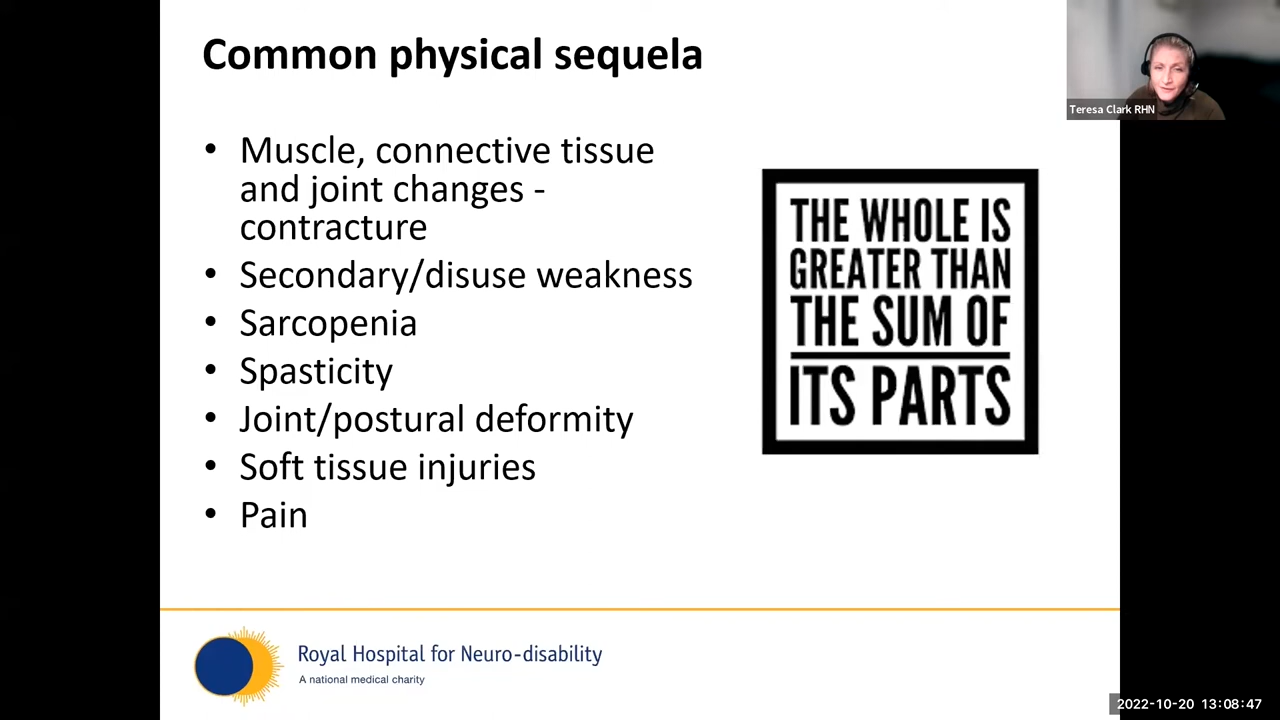 Common physical sequela
Teresa Clark RHN
• Muscle, connective tissue
and joint changes -
contracture
• Secondary/disuse weakness
• Sarcopenia
• Spasticity
• Joint/postural deformity
• Soft tissue injuries
• Pain
THE WHOLE IS
GREATER THAN
THE SUM OF
ITS PARTS
Royal Hospital for Neuro-disability
A national medical charity
2022-10-20 13:08:47